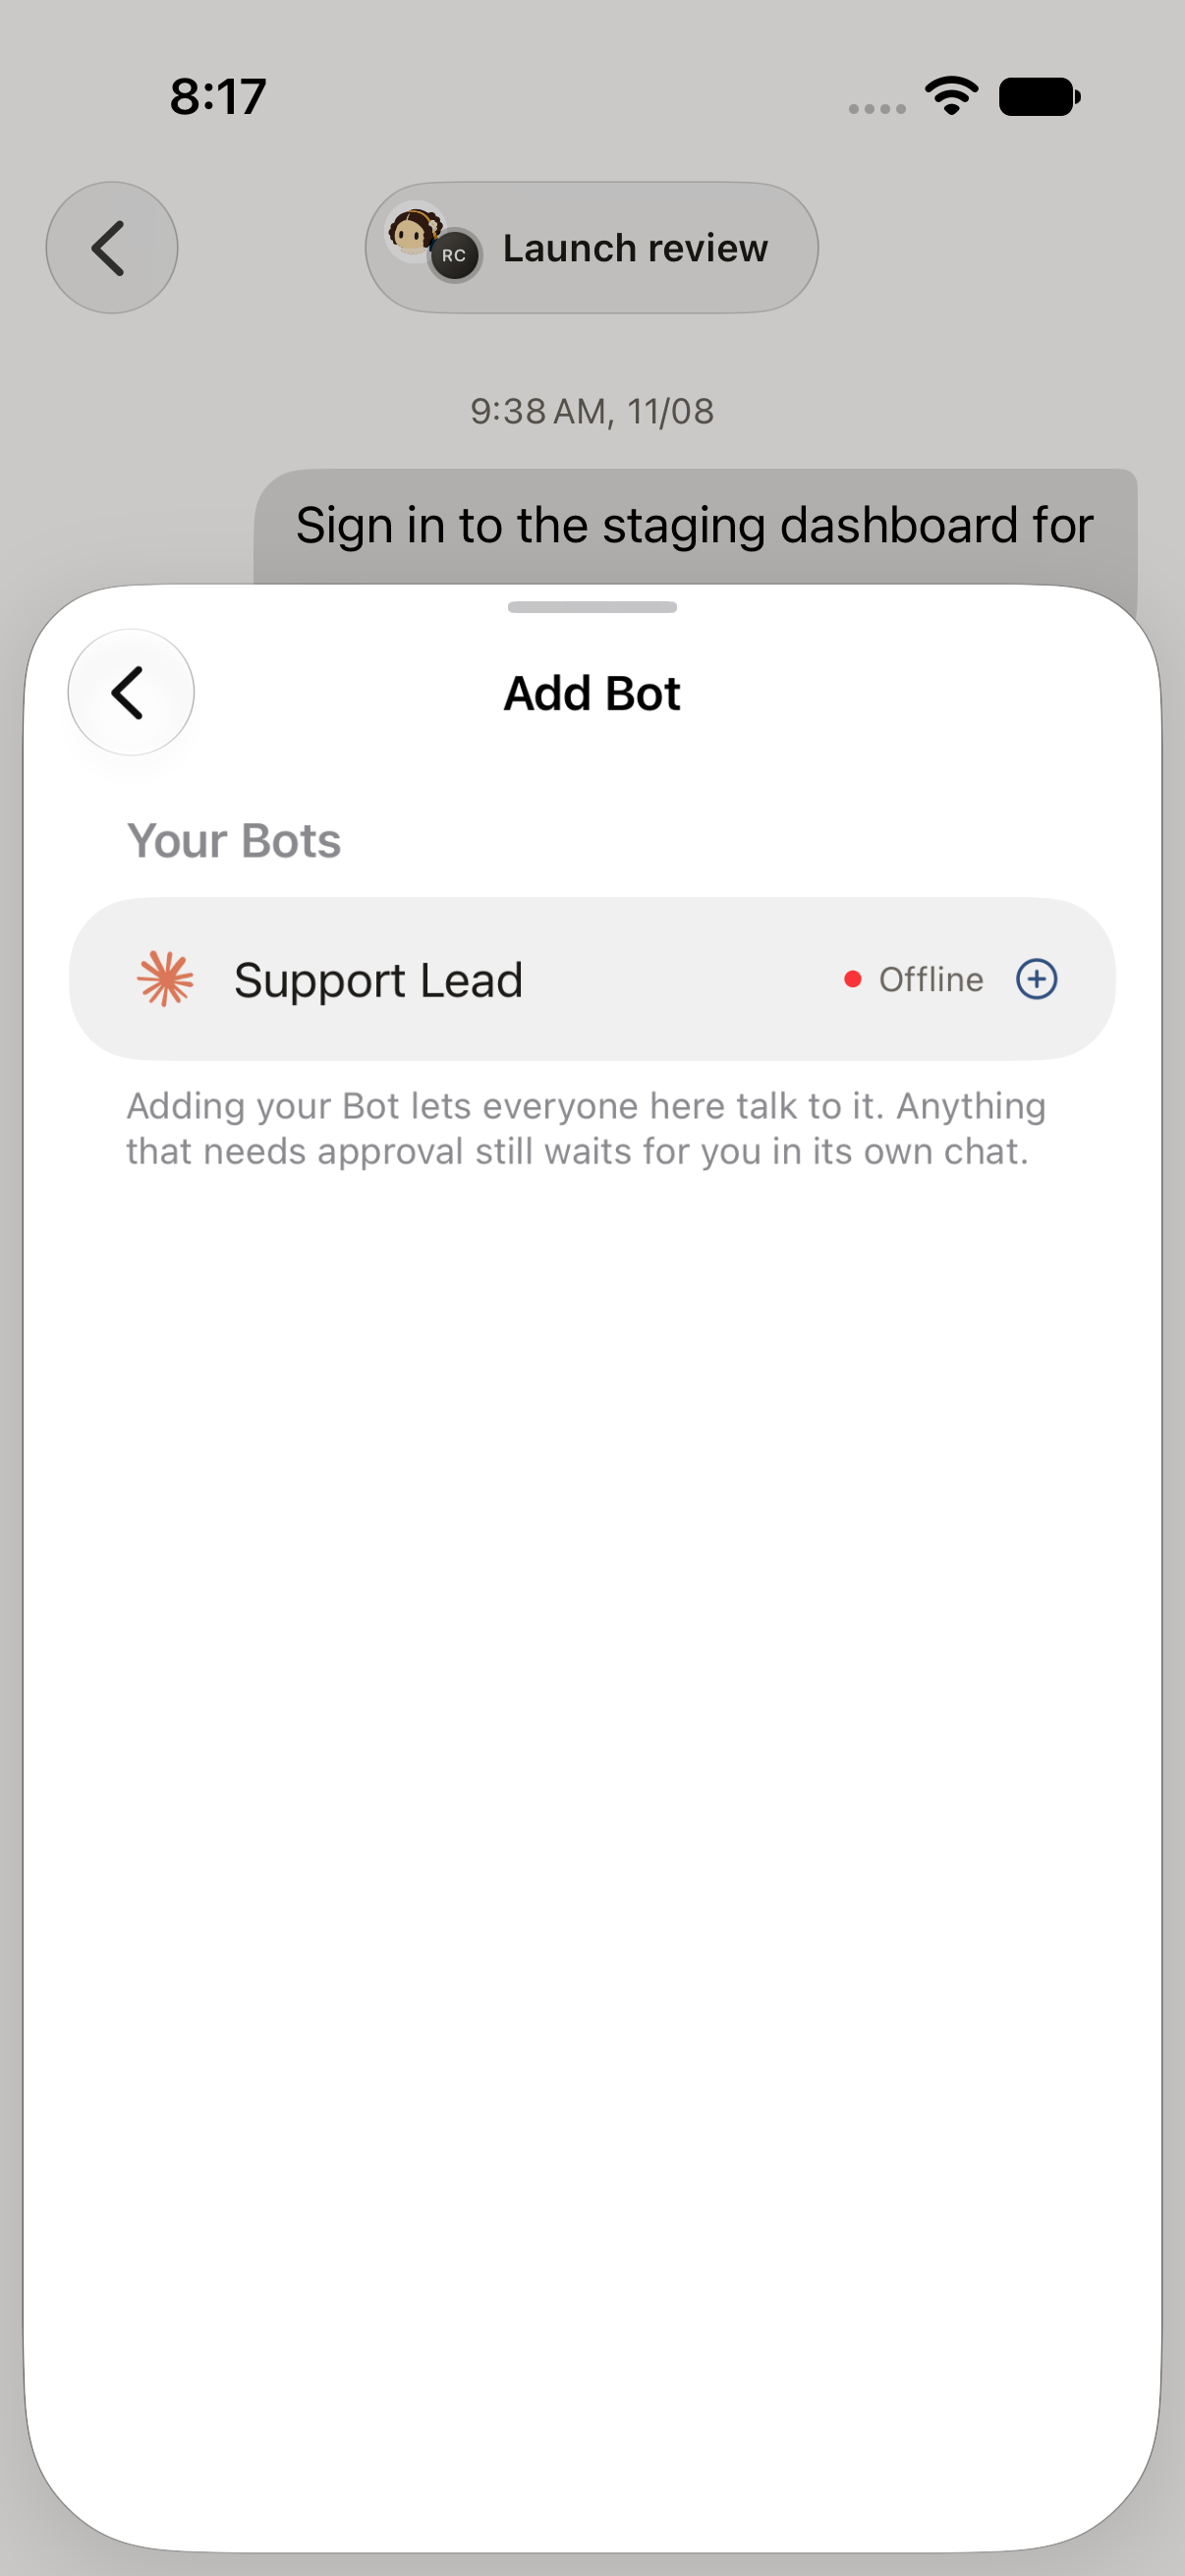 8:17
RC
Launch review
9:38 AM, 11/08
Sign in to the staging dashboard for
Add Bot
Your Bots
Support Lead
Offline
Adding your Bot lets everyone here talk to it. Anything
that needs approval still waits for you in its own chat.